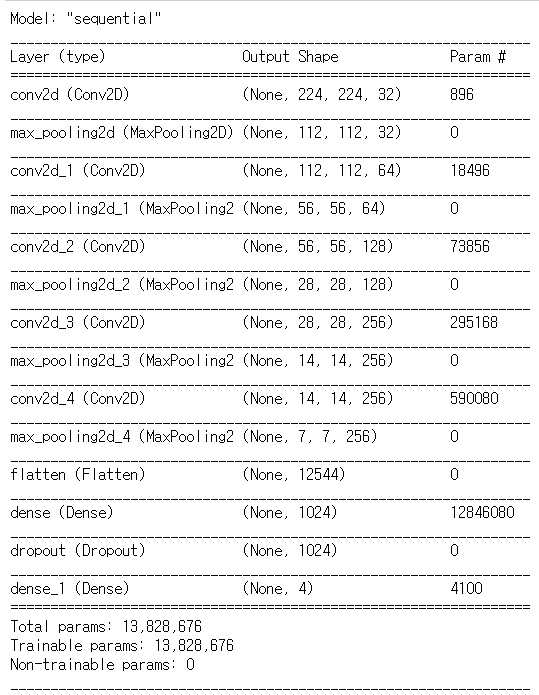 Model: "sequential"
_________________________________________________________________
Layer (type)                 Output Shape              Param #
=================================================================
conv2d (Conv2D)              (None, 224, 224, 32)      896
_________________________________________________________________
max_pooling2d (MaxPooling2D) (None, 112, 112, 32)      0
_________________________________________________________________
conv2d_1 (Conv2D)            (None, 112, 112, 64)      18496
_________________________________________________________________
max_pooling2d_1 (MaxPooling2 (None, 56, 56, 64)        0
_________________________________________________________________
conv2d_2 (Conv2D)            (None, 56, 56, 128)       73856
_________________________________________________________________
max_pooling2d_2 (MaxPooling2 (None, 28, 28, 128)       0
_________________________________________________________________
conv2d_3 (Conv2D)            (None, 28, 28, 256)       295168
_________________________________________________________________
max_pooling2d_3 (MaxPooling2 (None, 14, 14, 256)       0
_________________________________________________________________
conv2d_4 (Conv2D)            (None, 14, 14, 256)       590080
_________________________________________________________________
max_pooling2d_4 (MaxPooling2 (None, 7, 7, 256)         0
_________________________________________________________________
flatten (Flatten)            (None, 12544)             0
_________________________________________________________________
dense (Dense)                (None, 1024)              12846080
_________________________________________________________________
dropout (Dropout)            (None, 1024)              0
_________________________________________________________________
dense_1 (Dense)              (None, 4)                 4100
=================================================================
Total params: 13,828,676
Trainable params: 13,828,676
Non-trainable params: 0
_________________________________________________________________